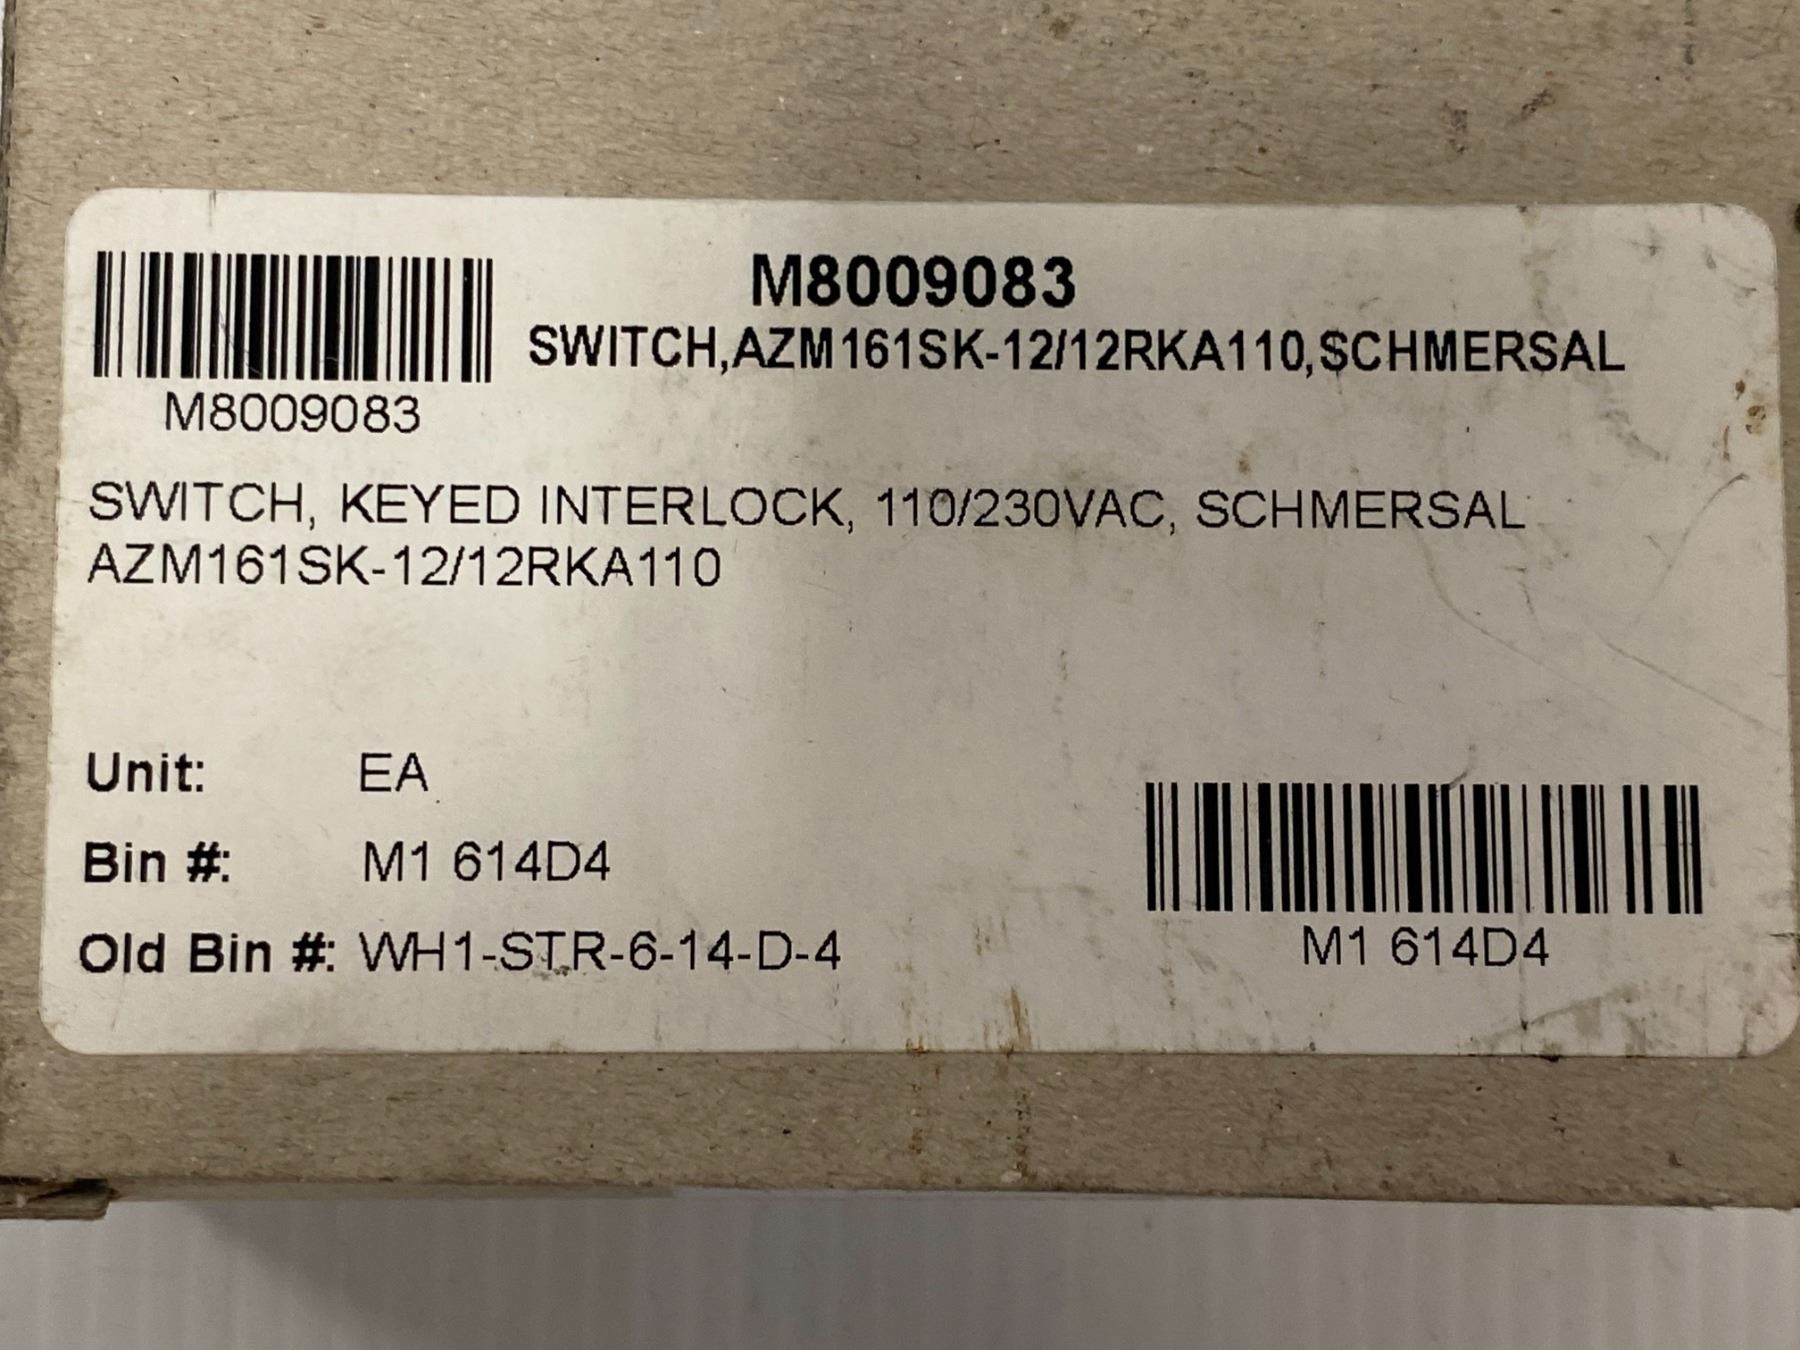 M8009083
SWITCH,AZM161SK-12/12RKA110,SCHMERSAL
M8009083
SWITCH, KEYED INTERLOCK, 110/230VAC, SCHMERSAL
AZM161SK-12/12RKA110
Unit: EA
Bin #: M1 614D4
Old Bin #: WH1-STR-6-14-D-4
M1 614D4